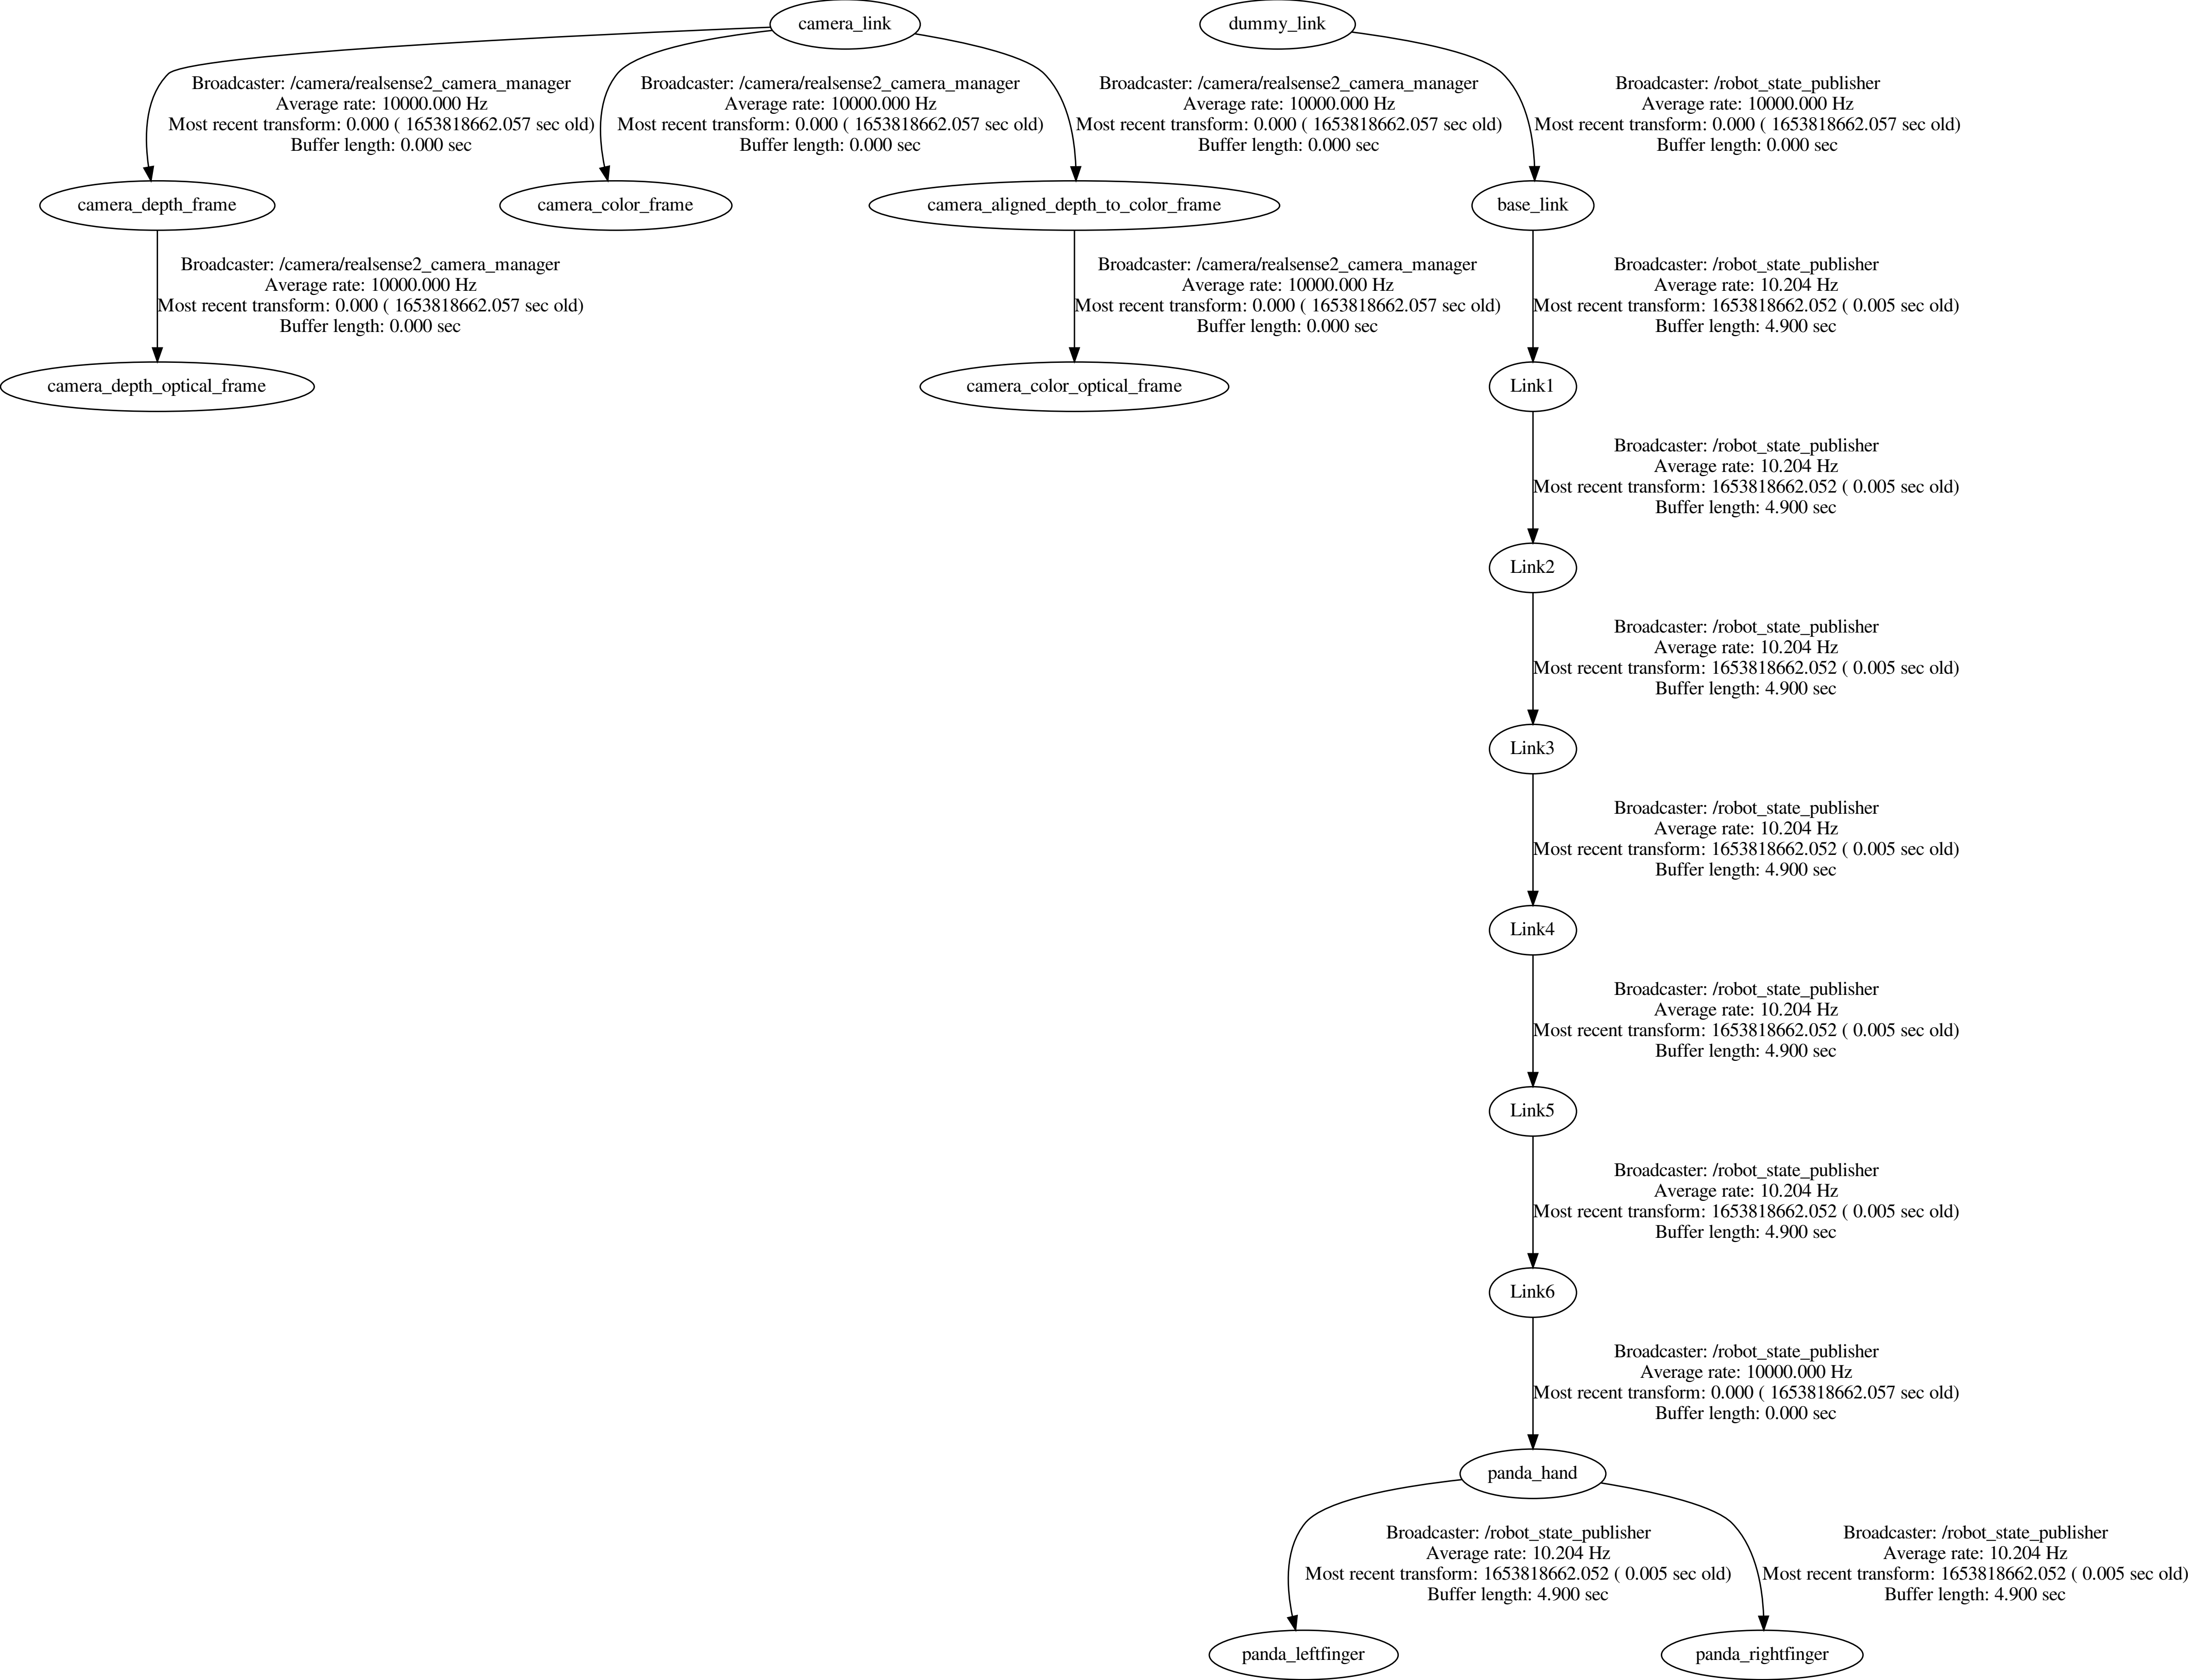 camera_link
dummy_link
Broadcaster: /camera/realsense2_camera_manager
Average rate: 10000.000 Hz
Most recent transform: 0.000 ( 1653818662.057 sec old)
Buffer length: 0.000 sec
Broadcaster: /camera/realsense2_camera_manager
Average rate: 10000.000 Hz
Most recent transform: 0.000 ( 1653818662.057 sec old)
Buffer length: 0.000 sec
Broadcaster: /camera/realsense2_camera_manager
Average rate: 10000.000 Hz
Most recent transform: 0.000 ( 1653818662.057 sec old)
Buffer length: 0.000 sec
Broadcaster: /robot_state_publisher
Average rate: 10000.000 Hz
Most recent transform: 0.000 ( 1653818662.057 sec old)
Buffer length: 0.000 sec
camera_depth_frame
camera_color_frame
camera_aligned_depth_to_color_frame
base_link
Broadcaster: /camera/realsense2_camera_manager
Average rate: 10000.000 Hz
Most recent transform: 0.000 ( 1653818662.057 sec old)
Buffer length: 0.000 sec
Broadcaster: /camera/realsense2_camera_manager
Average rate: 10000.000 Hz
Most recent transform: 0.000 ( 1653818662.057 sec old)
Buffer length: 0.000 sec
Broadcaster: /robot_state_publisher
Average rate: 10.204 Hz
Most recent transform: 1653818662.052 ( 0.005 sec old)
Buffer length: 4.900 sec
camera_depth_optical_frame
camera_color_optical_frame
Link1
Broadcaster: /robot_state_publisher
Average rate: 10.204 Hz
Most recent transform: 1653818662.052 ( 0.005 sec old)
Buffer length: 4.900 sec
Link2
Broadcaster: /robot_state_publisher
Average rate: 10.204 Hz
Most recent transform: 1653818662.052 ( 0.005 sec old)
Buffer length: 4.900 sec
Link3
Broadcaster: /robot_state_publisher
Average rate: 10.204 Hz
Most recent transform: 1653818662.052 ( 0.005 sec old)
Buffer length: 4.900 sec
Link4
Broadcaster: /robot_state_publisher
Average rate: 10.204 Hz
Most recent transform: 1653818662.052 ( 0.005 sec old)
Buffer length: 4.900 sec
Link5
Broadcaster: /robot_state_publisher
Average rate: 10.204 Hz
Most recent transform: 1653818662.052 ( 0.005 sec old)
Buffer length: 4.900 sec
Link6
Broadcaster: /robot_state_publisher
Average rate: 10000.000 Hz
Most recent transform: 0.000 ( 1653818662.057 sec old)
Buffer length: 0.000 sec
panda_hand
Broadcaster: /robot_state_publisher
Average rate: 10.204 Hz
Most recent transform: 1653818662.052 ( 0.005 sec old)
Buffer length: 4.900 sec
Broadcaster: /robot_state_publisher
Average rate: 10.204 Hz
Most recent transform: 1653818662.052 ( 0.005 sec old)
Buffer length: 4.900 sec
panda_leftfinger
panda_rightfinger